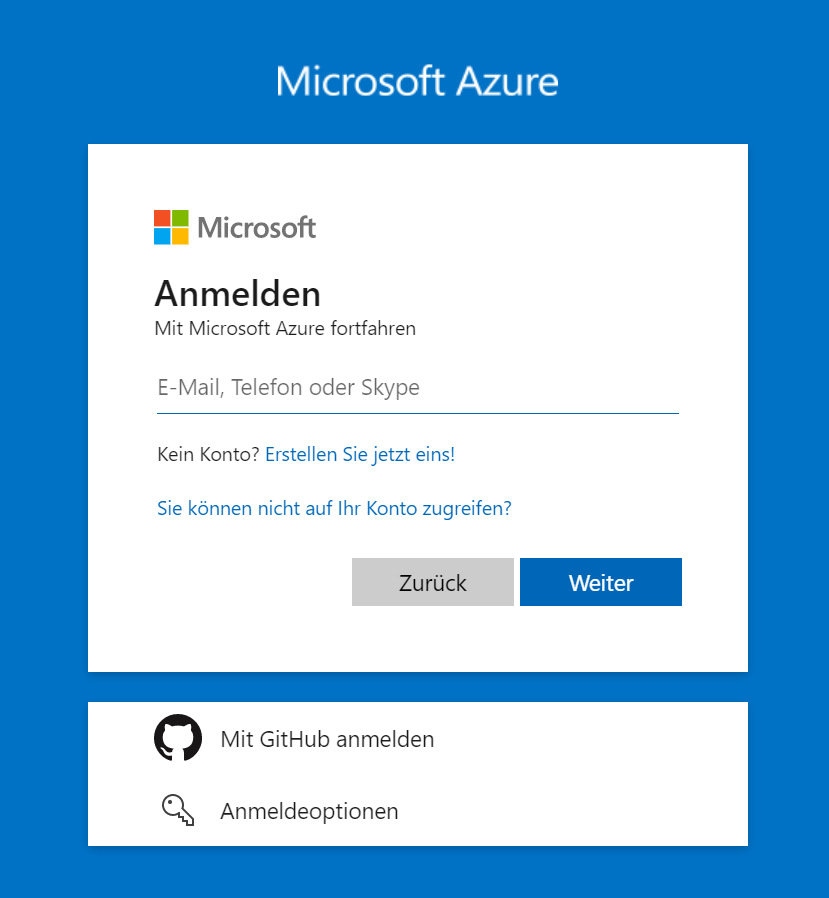 Microsoft Azure
Microsoft
Anmelden
Mit Microsoft Azure fortfahren
E-Mail, Telefon oder Skype
Kein Konto? Erstellen Sie jetzt eins!
Sie können nicht auf Ihr Konto zugreifen?
Zurück Weiter
Mit GitHub anmelden
Anmeldeoptionen